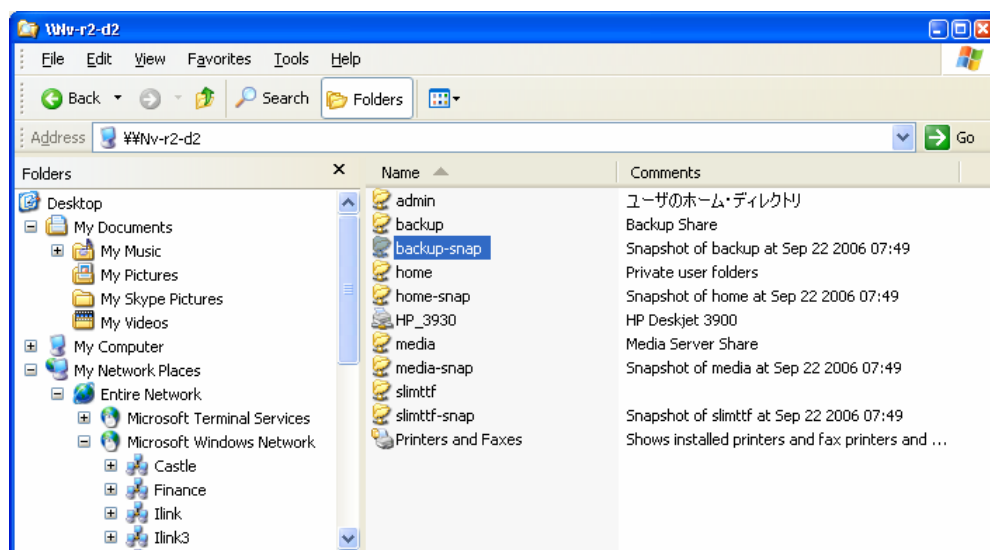 \\Nv-r2-d2
File Edit View Favorites Tools Help
Back Search Folders
Address ¥¥Nv-r2-d2 Go
Folders
Desktop
My Documents
My Music
My Pictures
My Skype Pictures
My Videos
My Computer
My Network Places
Entire Network
Microsoft Terminal Services
Microsoft Windows Network
Castle
Finance
Ilink
Ilink3
Name Comments
admin ユーザのホーム・ディレクトリ
backup Backup Share
backup-snap Snapshot of backup at Sep 22 2006 07:49
home Private user folders
home-snap Snapshot of home at Sep 22 2006 07:49
HP_3930 HP Deskjet 3900
media Media Server Share
media-snap Snapshot of media at Sep 22 2006 07:49
slimttf
slimttf-snap Snapshot of slimttf at Sep 22 2006 07:49
Printers and Faxes Shows installed printers and fax printers and ...